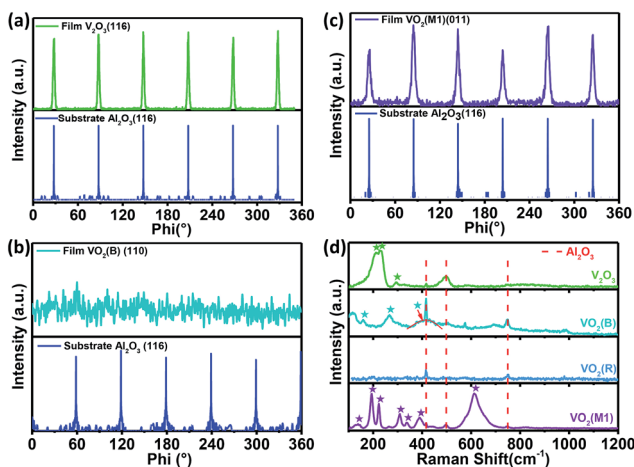 (a)
Film V₂O₃(116)
Substrate Al₂O₃(116)
Intensity (a.u.)
0 60 120 180 240 300 360
Phi(°)
(c)
Film VO₂(M1)(011)
Substrate Al₂O₃(116)
Intensity (a.u.)
0 60 120 180 240 300 360
Phi(°)
(b)
Film VO₂(B) (110)
Substrate Al₂O₃ (116)
Intensity (a.u.)
0 60 120 180 240 300 360
Phi (°)
(d)
Al₂O₃
V₂O₃
VO₂(B)
VO₂(R)
VO₂(M1)
Intensity (a.u.)
200 400 600 800 1000 1200
Raman Shift(cm⁻¹)